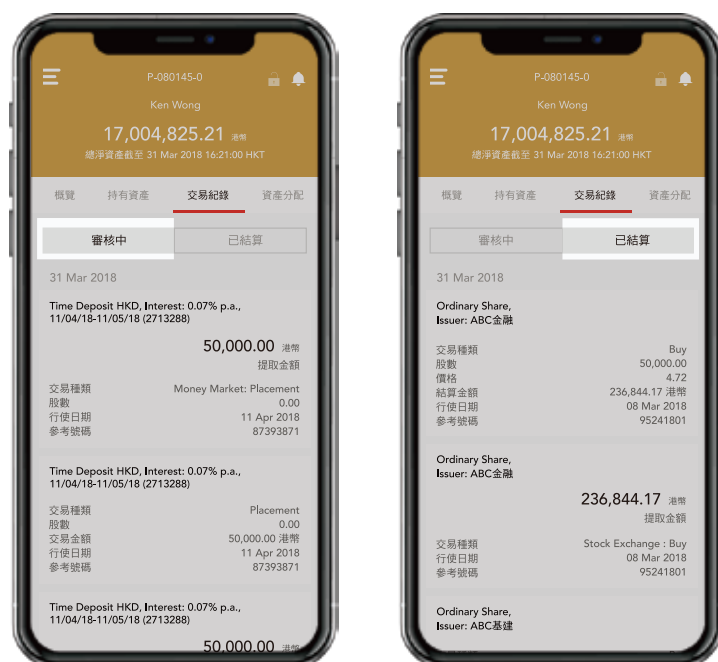 P-080145-0
Ken Wong
17,004,825.21 港幣
總淨資產截至 31 Mar 2018 16:21:00 HKT
概覽 持有資產 交易紀錄 資產分配
審核中 已結算
31 Mar 2018
Time Deposit HKD, Interest: 0.07% p.a.,
11/04/18-11/05/18 (2713288)
50,000.00 港幣
提取金額
交易種類 Money Market: Placement
股數 0.00
行使日期 11 Apr 2018
參考號碼 87393871
Time Deposit HKD, Interest: 0.07% p.a.,
11/04/18-11/05/18 (2713288)
交易種類 Placement
股數 0.00
交易金額 50,000.00 港幣
行使日期 11 Apr 2018
參考號碼 87393871
Time Deposit HKD, Interest: 0.07% p.a.,
11/04/18-11/05/18 (2713288)
50,000.00 港幣
P-080145-0
Ken Wong
17,004,825.21 港幣
總淨資產截至 31 Mar 2018 16:21:00 HKT
概覽 持有資產 交易紀錄 資產分配
審核中 已結算
31 Mar 2018
Ordinary Share,
Issuer: ABC金融
交易種類 Buy
股數 50,000.00
價格 4.72
結算金額 236,844.17 港幣
行使日期 08 Mar 2018
參考號碼 95241801
Ordinary Share,
Issuer: ABC金融
236,844.17 港幣
提取金額
交易種類 Stock Exchange : Buy
行使日期 08 Mar 2018
參考號碼 95241801
Ordinary Share,
Issuer: ABC基建